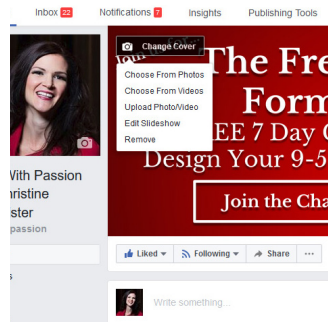 Inbox 22 Notifications 7 Insights Publishing Tools
Change Cover
Join
The Fre
Choose From Photos
Choose From Videos
Upload Photo/Video
Edit Slideshow
Remove
Form
EE 7 Day
Design Your 9-5
Join the Cha
With Passion
hristine
ster
passion
Liked Following Share ...
Write something...